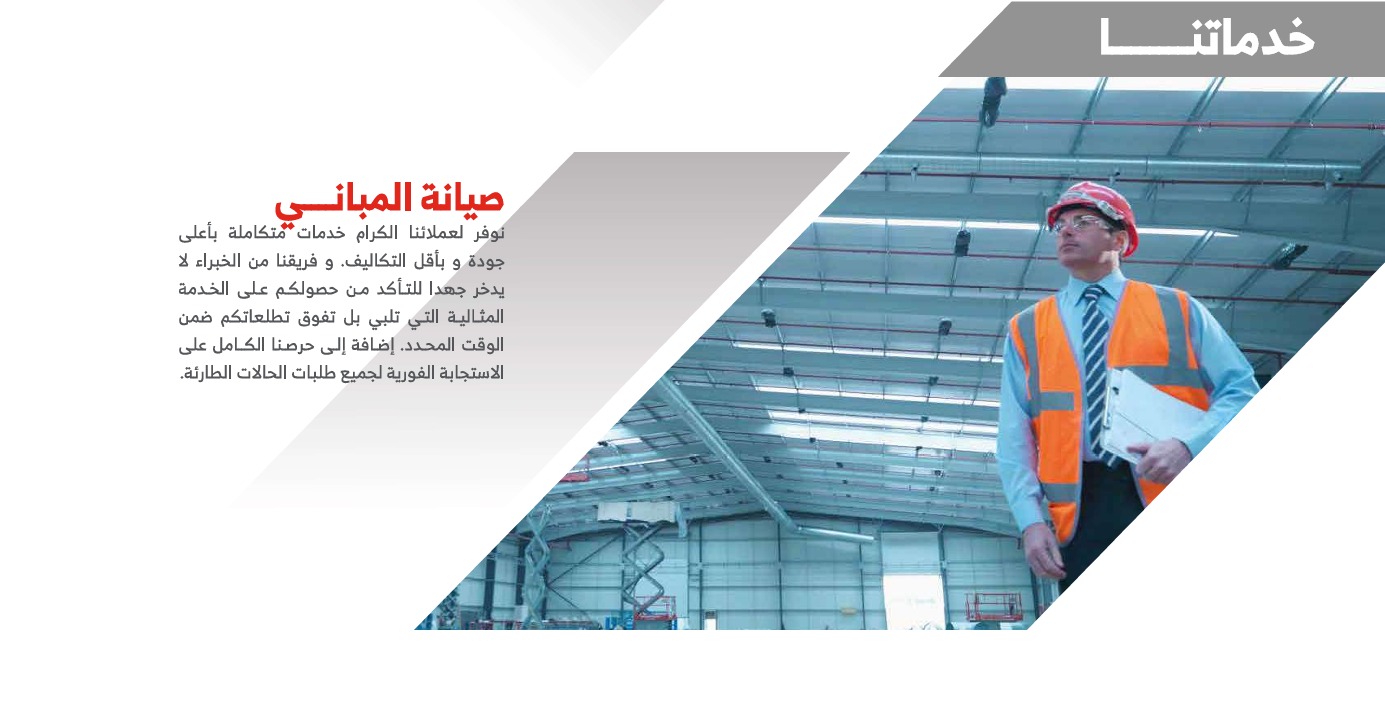 خدماتنـــــــا
صيانة المبانـــي
نوفر لعملائنا الكرام خدمات متكاملة بأعلى
جودة و بأقل التكاليف. و فريقنا من الخبراء لا
يدخر جهدا للتأكد من حصولكم على الخدمة
المثالية التي تلبي بل تفوق تطلعاتكم ضمن
الوقت المحدد. إضافة إلى حرصنا الكامل على
الاستجابة الفورية لجميع طلبات الحالات الطارئة.